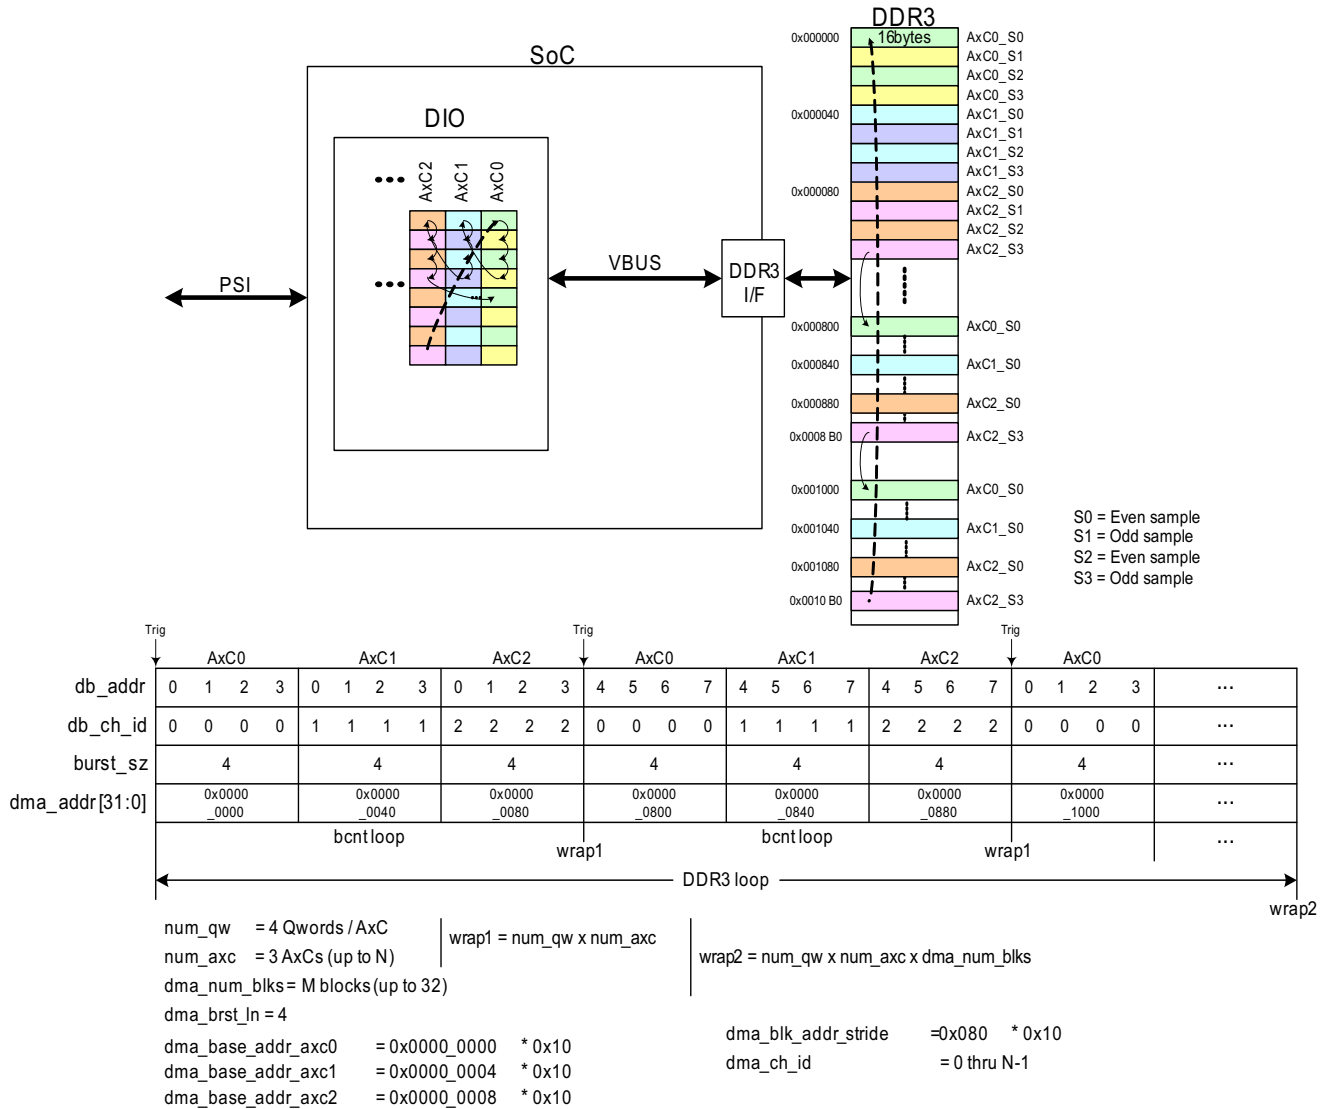 DDR3
16bytes
SoC
DIO
AxC2
AxC1
AxC0
PSI
VBUS
DDR3
I/F
0x000000
AxC0_S0
AxC0_S1
AxC0_S2
AxC0_S3
0x000040
AxC1_S0
AxC1_S1
AxC1_S2
AxC1_S3
0x000080
AxC2_S0
AxC2_S1
AxC2_S2
AxC2_S3
0x000800
AxC0_S0
0x000840
AxC1_S0
0x000880
AxC2_S0
0x0008 B0
AxC2_S3
0x001000
AxC0_S0
0x001040
AxC1_S0
0x001080
AxC2_S0
0x0010 B0
AxC2_S3
S0 = Even sample
S1 = Odd sample
S2 = Even sample
S3 = Odd sample
Trig Trig Trig
AxC0 AxC1 AxC2 AxC0 AxC1 AxC2 AxC0
db_addr 0 1 2 3 0 1 2 3 0 1 2 3 4 5 6 7 4 5 6 7 4 5 6 7 0 1 2 3 ...
db_ch_id 0 0 0 0 1 1 1 1 2 2 2 2 0 0 0 0 1 1 1 1 2 2 2 2 0 0 0 0 ...
burst_sz 4 4 4 4 4 4 4 ...
dma_addr[31:0] 0x0000 0x0000 0x0000 0x0000 0x0000 0x0000 0x0000 ...
_0000 _0040 _0080 _0800 _0840 _0880 _1000
bcnt loop wrap1 bcnt loop wrap1 ...
DDR3 loop
wrap2
num_qw = 4 Qwords / AxC
num_axc = 3 AxCs (up to N)
wrap1 = num_qw x num_axc
wrap2 = num_qw x num_axc x dma_num_blks
dma_num_blks = M blocks (up to 32)
dma_brst_ln = 4
dma_base_addr_axc0 = 0x0000_0000 * 0x10
dma_base_addr_axc1 = 0x0000_0004 * 0x10
dma_base_addr_axc2 = 0x0000_0008 * 0x10
dma_blk_addr_stride =0x080 * 0x10
dma_ch_id = 0 thru N-1